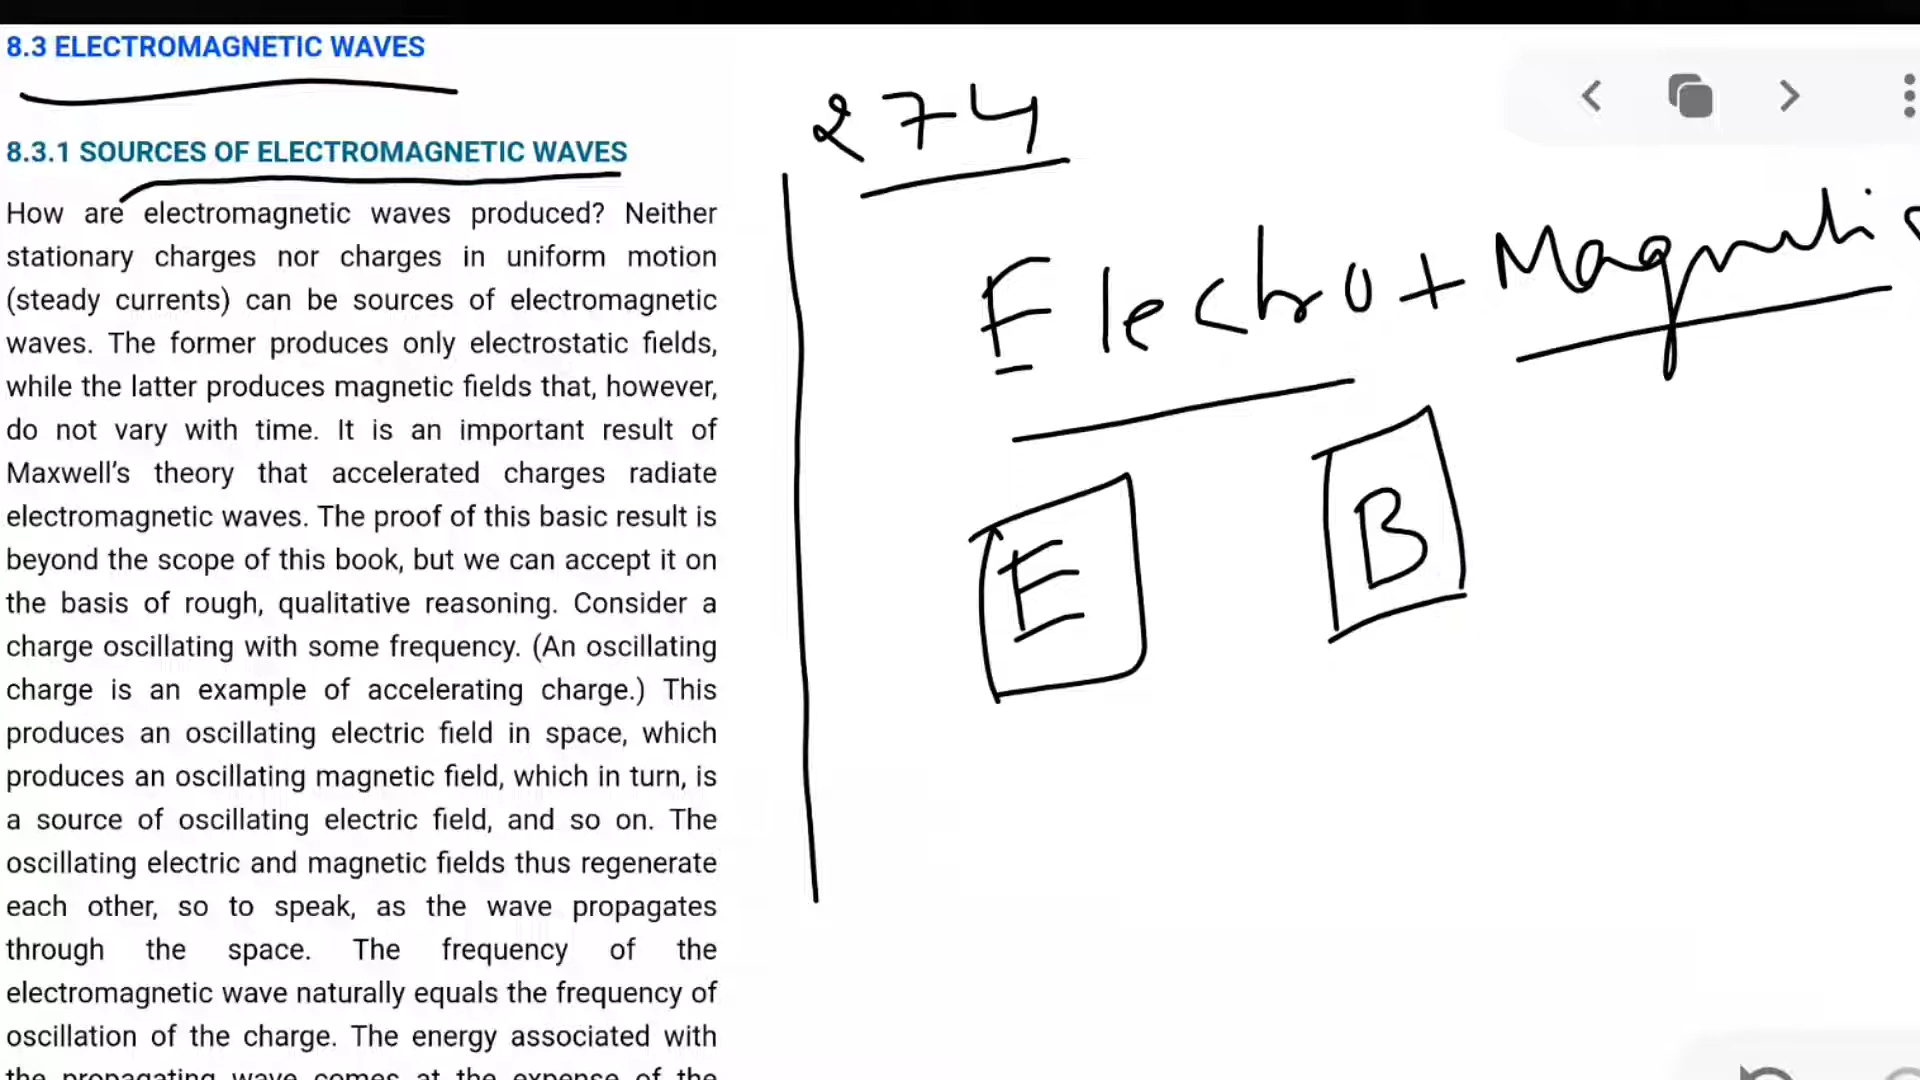 8.3 ELECTROMAGNETIC WAVES
8.3.1 SOURCES OF ELECTROMAGNETIC WAVES
How are electromagnetic waves produced? Neither
stationary charges nor charges in uniform motion
(steady currents) can be sources of electromagnetic
waves. The former produces only electrostatic fields,
while the latter produces magnetic fields that, however,
do not vary with time. It is an important result of
Maxwell's theory that accelerated charges radiate
electromagnetic waves. The proof of this basic result is
beyond the scope of this book, but we can accept it on
the basis of rough, qualitative reasoning. Consider a
charge oscillating with some frequency. (An oscillating
charge is an example of accelerating charge.) This
produces an oscillating electric field in space, which
produces an oscillating magnetic field, which in turn, is
a source of oscillating electric field, and so on. The
oscillating electric and magnetic fields thus regenerate
each other, so to speak, as the wave propagates
through the space. The frequency of the
electromagnetic wave naturally equals the frequency of
oscillation of the charge. The energy associated with
the propagating wave comes at the expense of the
274
Electro + Magneti
E B